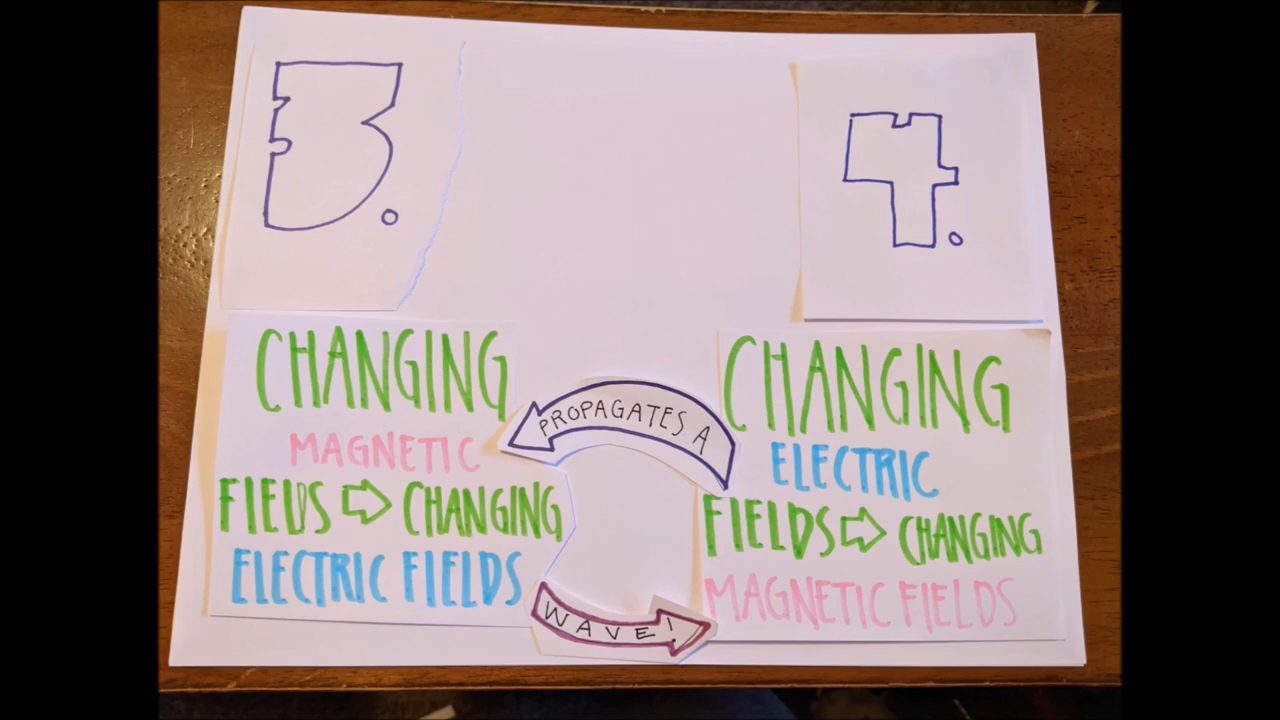 3.
CHANGING
MAGNETIC
FIELDS ⇨ CHANGING
ELECTRIC FIELDS
4.
CHANGING
ELECTRIC
FIELDS ⇨ CHANGING
MAGNETIC FIELDS
PROPAGATES A
WAVE!